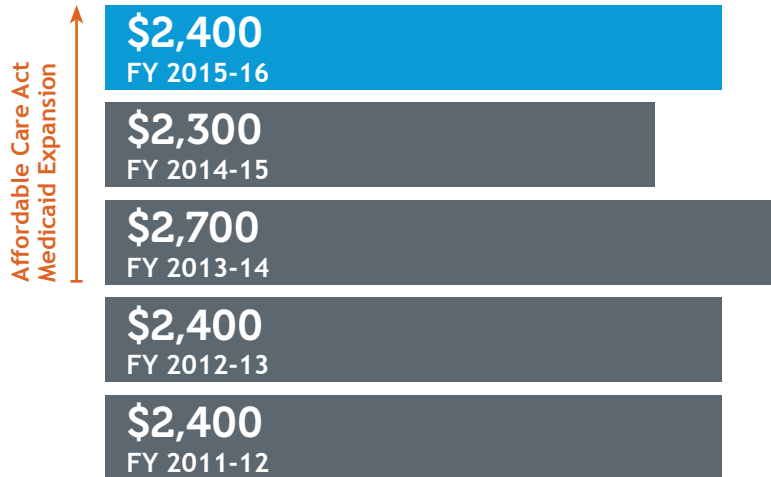 Affordable Care Act
Medicaid Expansion
$2,400
FY 2015-16
$2,300
FY 2014-15
$2,700
FY 2013-14
$2,400
FY 2012-13
$2,400
FY 2011-12